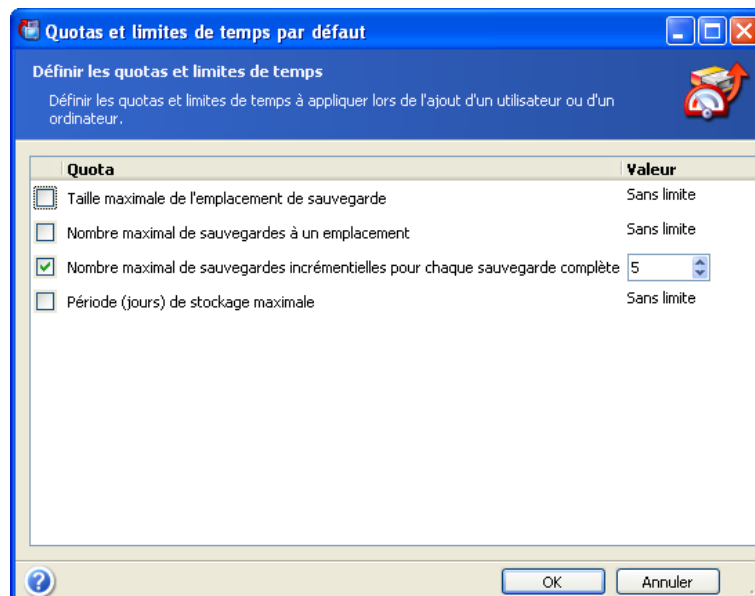 Quotas et limites de temps par défaut
Définir les quotas et limites de temps
Définir les quotas et limites de temps à appliquer lors de l'ajout d'un utilisateur ou d'un
ordinateur.
Quota Valeur
Taille maximale de l'emplacement de sauvegarde Sans limite
Nombre maximal de sauvegardes à un emplacement Sans limite
Nombre maximal de sauvegardes incrémentielles pour chaque sauvegarde complète 5
Période (jours) de stockage maximale Sans limite
? OK Annuler